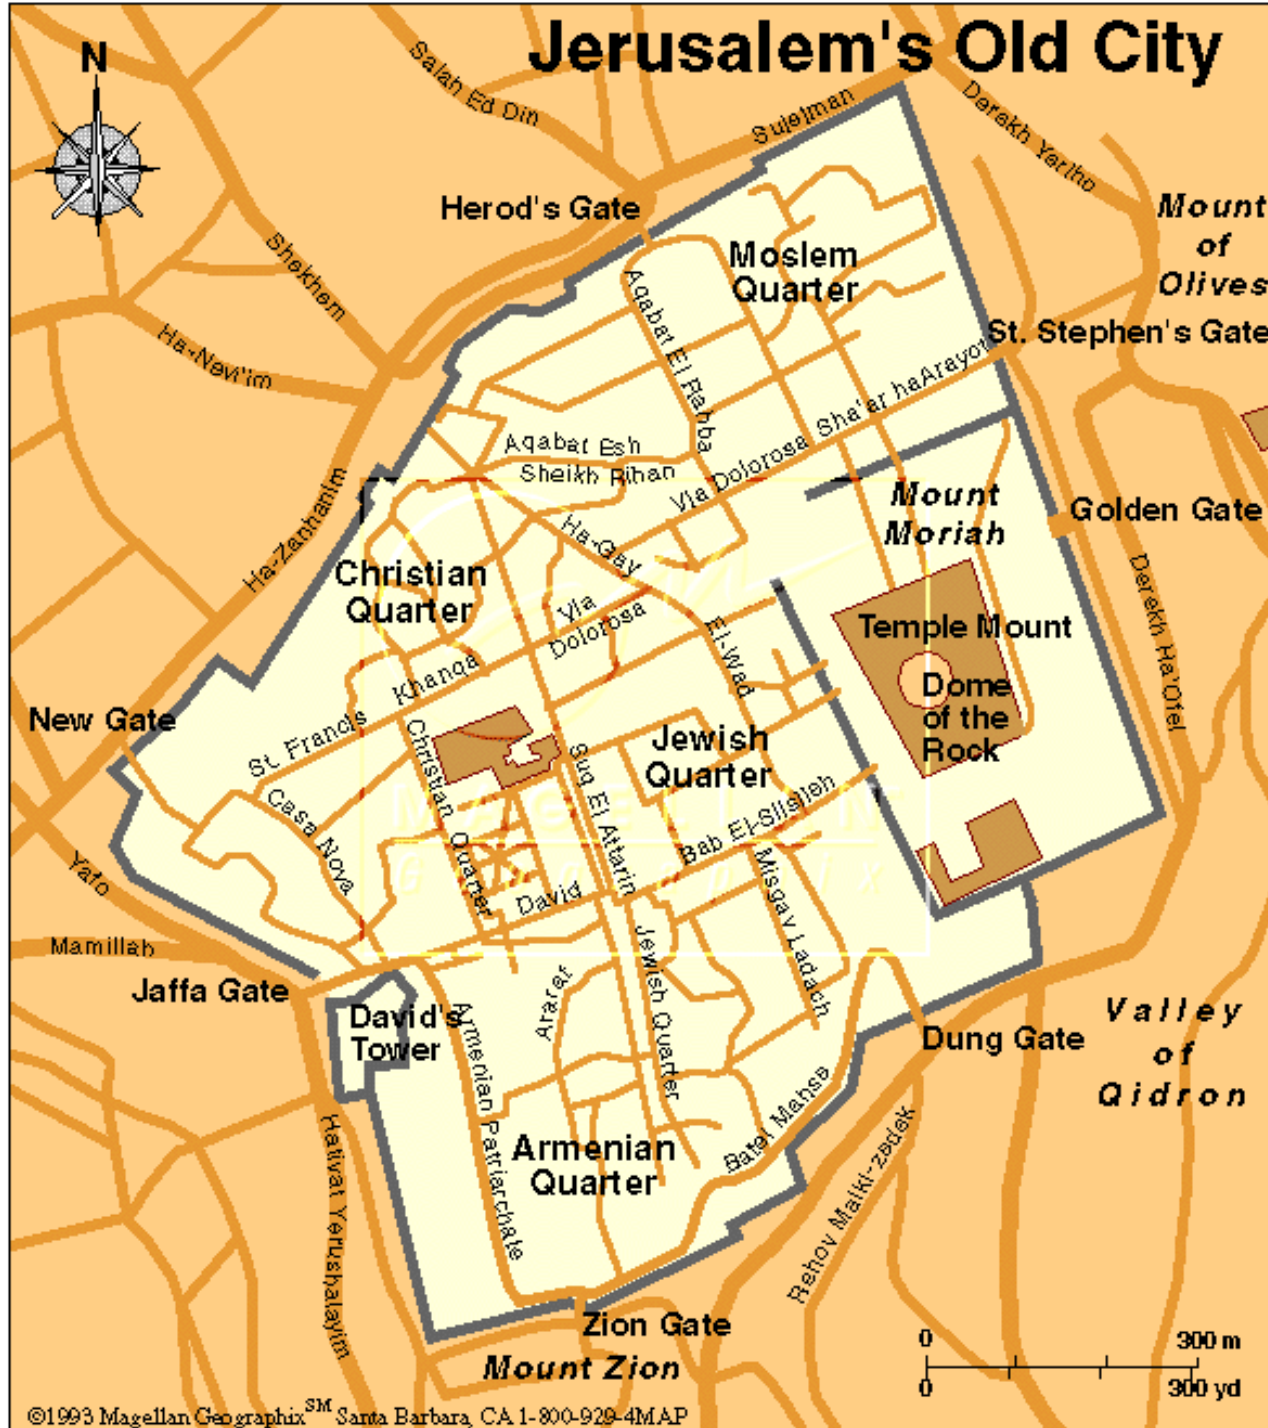 Jerusalem's Old City
N
Salah Ed Din
Suleiman
Derekh Yeriho
Herod's Gate
Mount
of
Olives
Moslem
Quarter
Shekhem
Aqabat El Rahba
St. Stephen's Gate
Ha-Nevi'im
Sha'ar haArayot
Aqabat Esh
Sheikh Rihan
Via Dolorosa
Mount
Moriah
Golden Gate
Ha-Zanhanim
Ha-Gay
Christian
Quarter
Via
Dolorosa
Derekh Ha'Ofel
El-Wad
Temple Mount
Khanqa
Dome
of the
Rock
New Gate
St. Francis
Christian Quarter
Suq El Attarin
Jewish
Quarter
Casa Nova
MAGELLAN
Geographix
Bab El-Silsileh
Yafo
David
Misgav Ladach
Mamillah
Jewish Quarter
Jaffa Gate
Ararat
David's
Tower
Armenian Patriarchate
Dung Gate
Valley
of
Qidron
Batei Mahse
Hativat Yerushalayim
Armenian
Quarter
Rehov Malki-zedek
Zion Gate
Mount Zion
0 300 m
0 300 yd
©1993 Magellan Geographix SM Santa Barbara, CA 1-800-929-4MAP